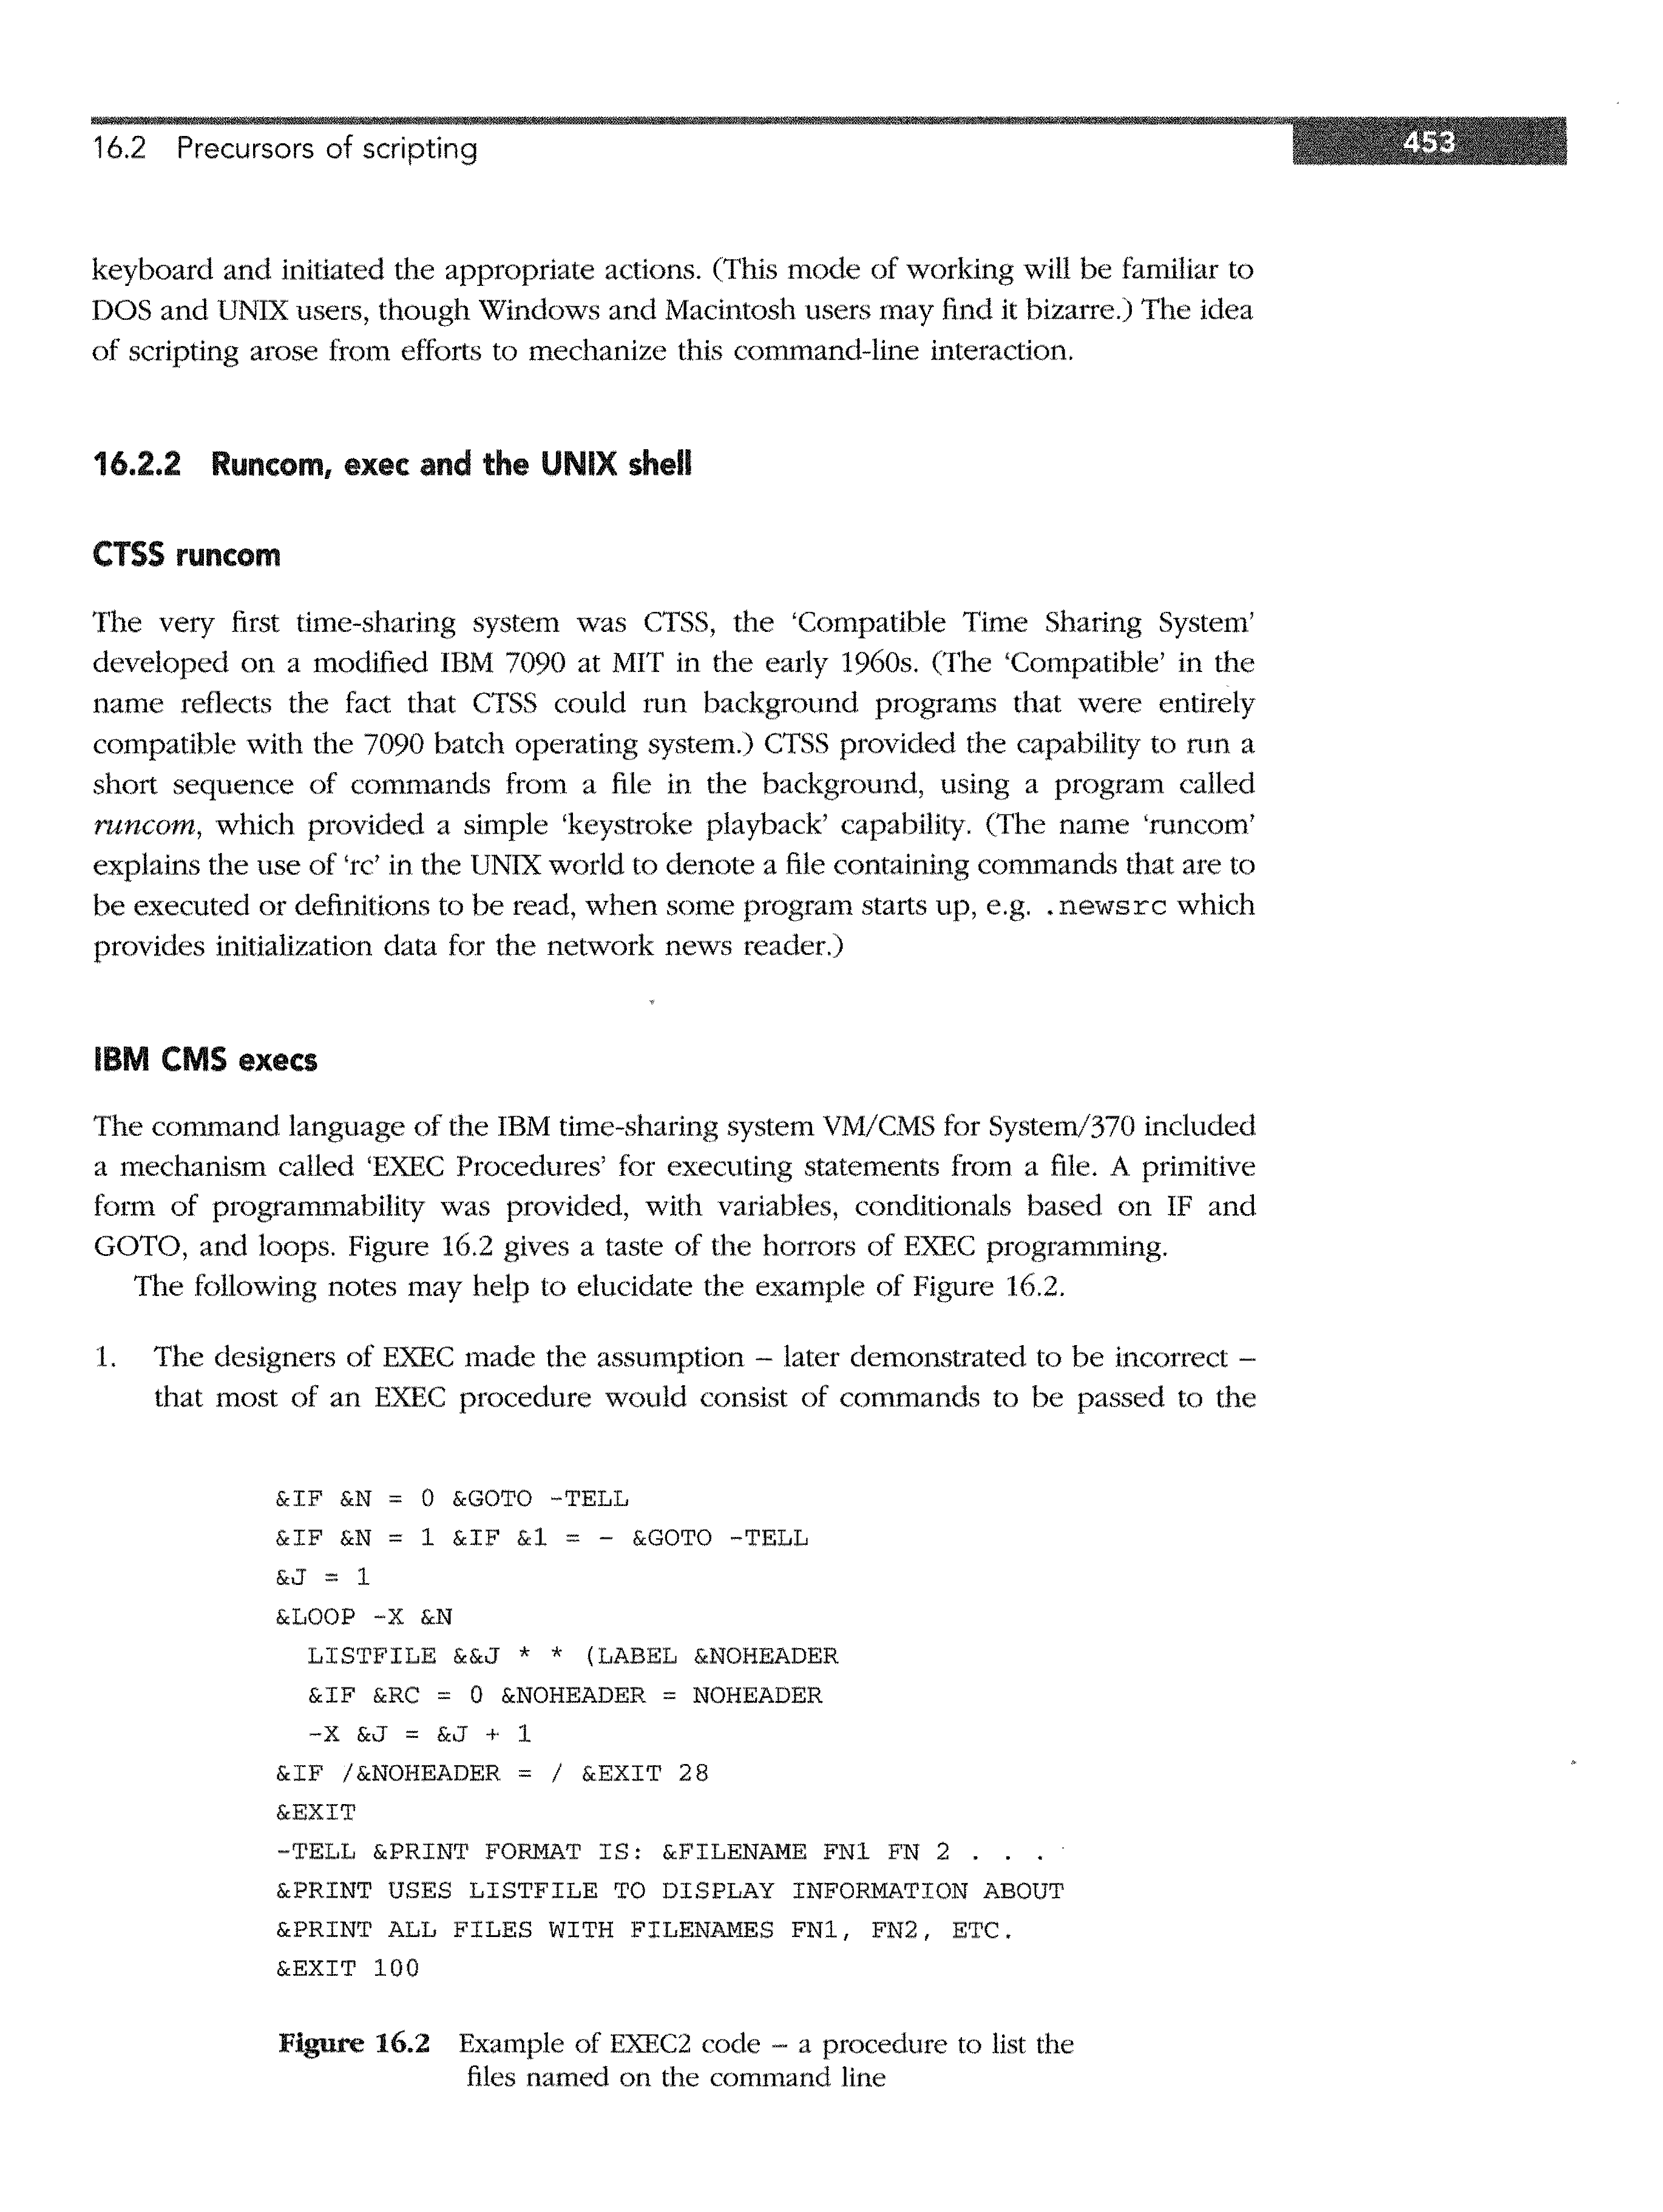 16.2 Precursors of scripting 453
keyboard and initiated the appropriate actions. (This mode of working will be familiar to
DOS and UNIX users, though Windows and Macintosh users may find it bizarre.) The idea
of scripting arose from efforts to mechanize this command-line interaction.
16.2.2 Runcom, exec and the UNIX shell
CTSS runcom
The very first time-sharing system was CTSS, the ‘Compatible Time Sharing System’
developed on a modified IBM 7090 at MIT in the early 1960s. (The ‘Compatible’ in the
name reflects the fact that CTSS could run background programs that were entirely
compatible with the 7090 batch operating system.) CTSS provided the capability to run a
short sequence of commands from a file in the background, using a program called
runcom, which provided a simple ‘keystroke playback’ capability. (The name ‘runcom’
explains the use of ‘rc’ in the UNIX world to denote a file containing commands that are to
be executed or definitions to be read, when some program starts up, e.g. .newsrc which
provides initialization data for the network news reader.)
IBM CMS execs
The command language of the IBM time-sharing system VM/CMS for System/370 included
a mechanism called ‘EXEC Procedures’ for executing statements from a file. A primitive
form of programmability was provided, with variables, conditionals based on IF and
GOTO, and loops. Figure 16.2 gives a taste of the horrors of EXEC programming.
The following notes may help to elucidate the example of Figure 16.2.
1. The designers of EXEC made the assumption – later demonstrated to be incorrect –
that most of an EXEC procedure would consist of commands to be passed to the
&IF &N = 0 &GOTO -TELL
&IF &N = 1 &IF &1 = - &GOTO -TELL
&J = 1
&LOOP -X &N
LISTFILE &&J * * (LABEL &NOHEADER
&IF &RC = 0 &NOHEADER = NOHEADER
-X &J = &J + 1
&IF /&NOHEADER = / &EXIT 28
&EXIT
-TELL &PRINT FORMAT IS: &FILENAME FN1 FN 2 . . .
&PRINT USES LISTFILE TO DISPLAY INFORMATION ABOUT
&PRINT ALL FILES WITH FILENAMES FN1, FN2, ETC.
&EXIT 100
Figure 16.2 Example of EXEC2 code – a procedure to list the
files named on the command line